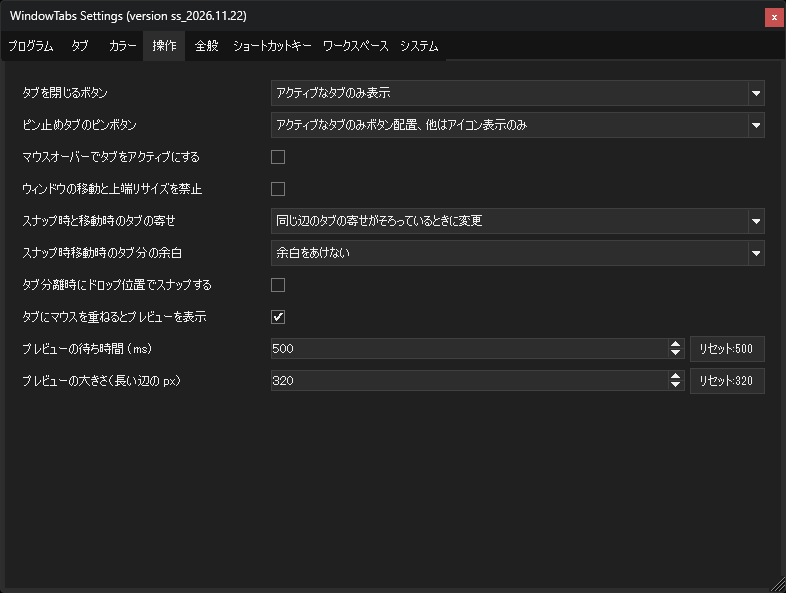 WindowTabs Settings (version ss_2026.11.22)
x
プログラム タブ カラー 操作 全般 ショートカットキー ワークスペース システム
タブを閉じるボタン アクティブなタブのみ表示
ピン止めタブのピンボタン アクティブなタブのみボタン配置、他はアイコン表示のみ
マウスオーバーでタブをアクティブにする
ウィンドウの移動と上端リサイズを禁止
スナップ時と移動時のタブの寄せ 同じ辺のタブの寄せがそろっているときに変更
スナップ時移動時のタブ分の余白 余白をあけない
タブ分離時にドロップ位置でスナップする
タブにマウスを重ねるとプレビューを表示
プレビューの待ち時間 (ms) 500 リセット:500
プレビューの大きさ(長い辺の px) 320 リセット:320